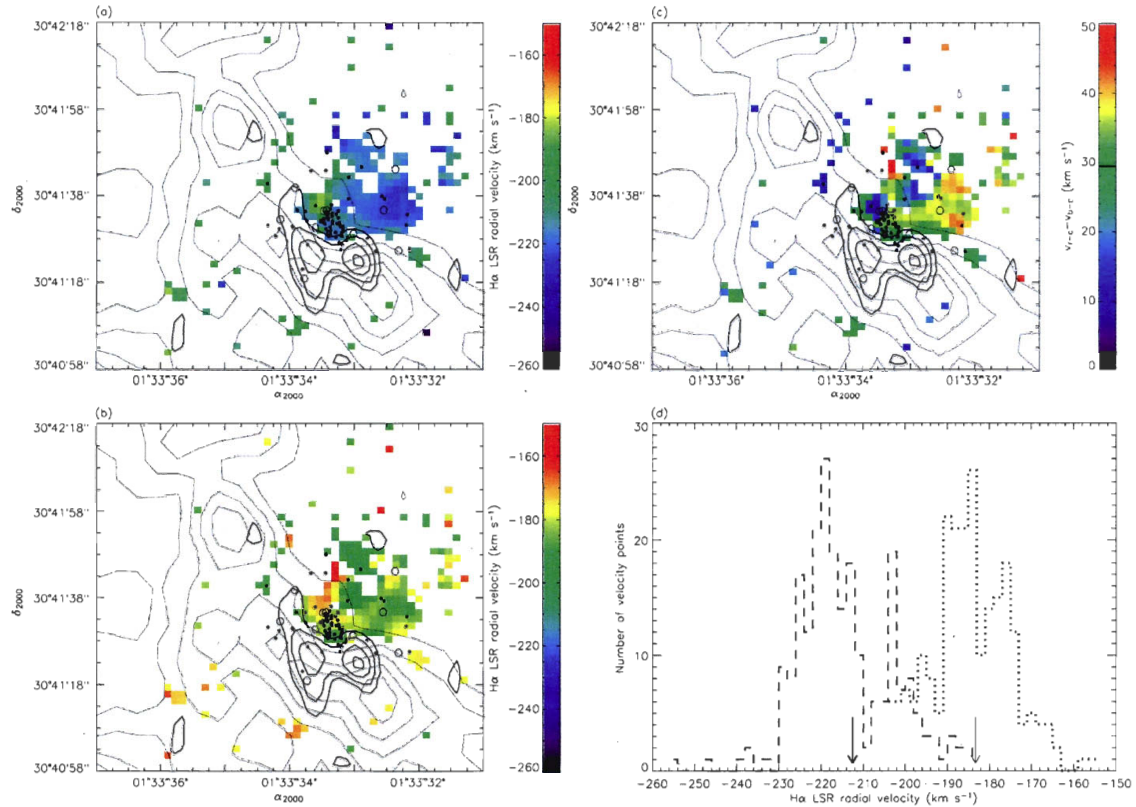 (a)
30°42'18"
30°41'58"
30°41'38"
30°41'18"
30°40'58"
δ2000
01ʰ33ᵐ36ˢ
01ʰ33ᵐ34ˢ
01ʰ33ᵐ32ˢ
α2000
-160
-180
-200
-220
-240
-260
Hα LSR radial velocity (km s⁻¹)
(c)
30°42'18"
30°41'58"
30°41'38"
30°41'18"
30°40'58"
δ2000
01ʰ33ᵐ36ˢ
01ʰ33ᵐ34ˢ
01ʰ33ᵐ32ˢ
α2000
50
40
30
20
10
0
vr-c - vb-r (km s⁻¹)
(b)
30°42'18"
30°41'58"
30°41'38"
30°41'18"
30°40'58"
δ2000
01ʰ33ᵐ36ˢ
01ʰ33ᵐ34ˢ
01ʰ33ᵐ32ˢ
α2000
-160
-180
-200
-220
-240
-260
Hα LSR radial velocity (km s⁻¹)
(d)
30
20
10
0
Number of velocity points
-260 -240 -220 -200 -180 -160 -150
Hα LSR radial velocity (km s⁻¹)